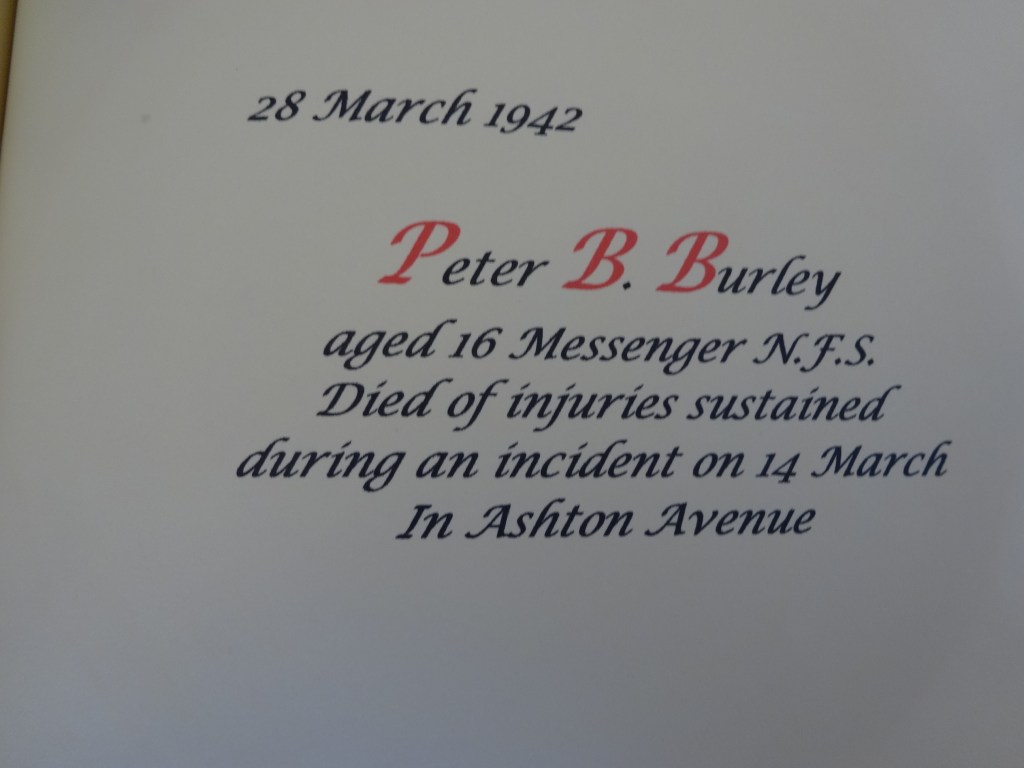 28 March 1942
Peter B. Burley
aged 16 Messenger N.F.S.
Died of injuries sustained
during an incident on 14 March
In Ashton Avenue